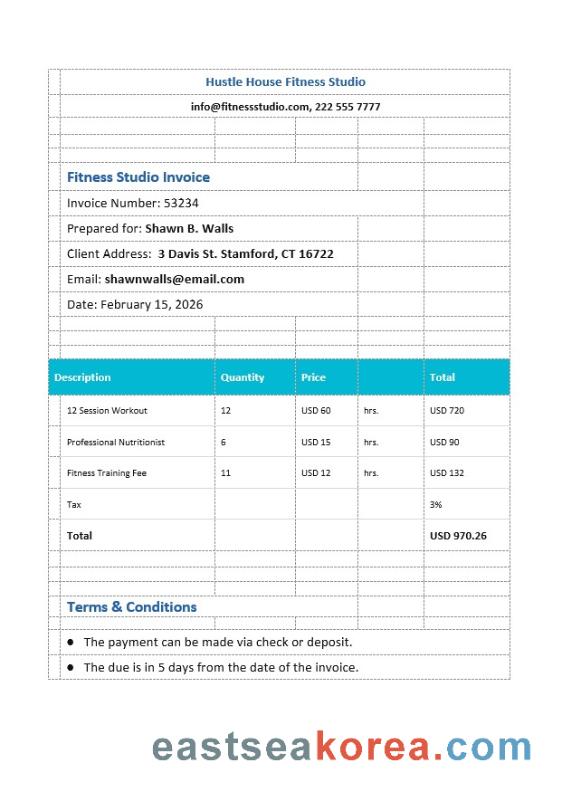 Hustle House Fitness Studio
info@fitnessstudio.com, 222 555 7777
Fitness Studio Invoice
Invoice Number: 53234
Prepared for: Shawn B. Walls
Client Address: 3 Davis St. Stamford, CT 16722
Email: shawnwalls@email.com
Date: February 15, 2026
Description Quantity Price Total
12 Session Workout 12 USD 60 hrs. USD 720
Professional Nutritionist 6 USD 15 hrs. USD 90
Fitness Training Fee 11 USD 12 hrs. USD 132
Tax 3%
Total USD 970.26
Terms & Conditions
● The payment can be made via check or deposit.
● The due is in 5 days from the date of the invoice.
eastseakorea.com